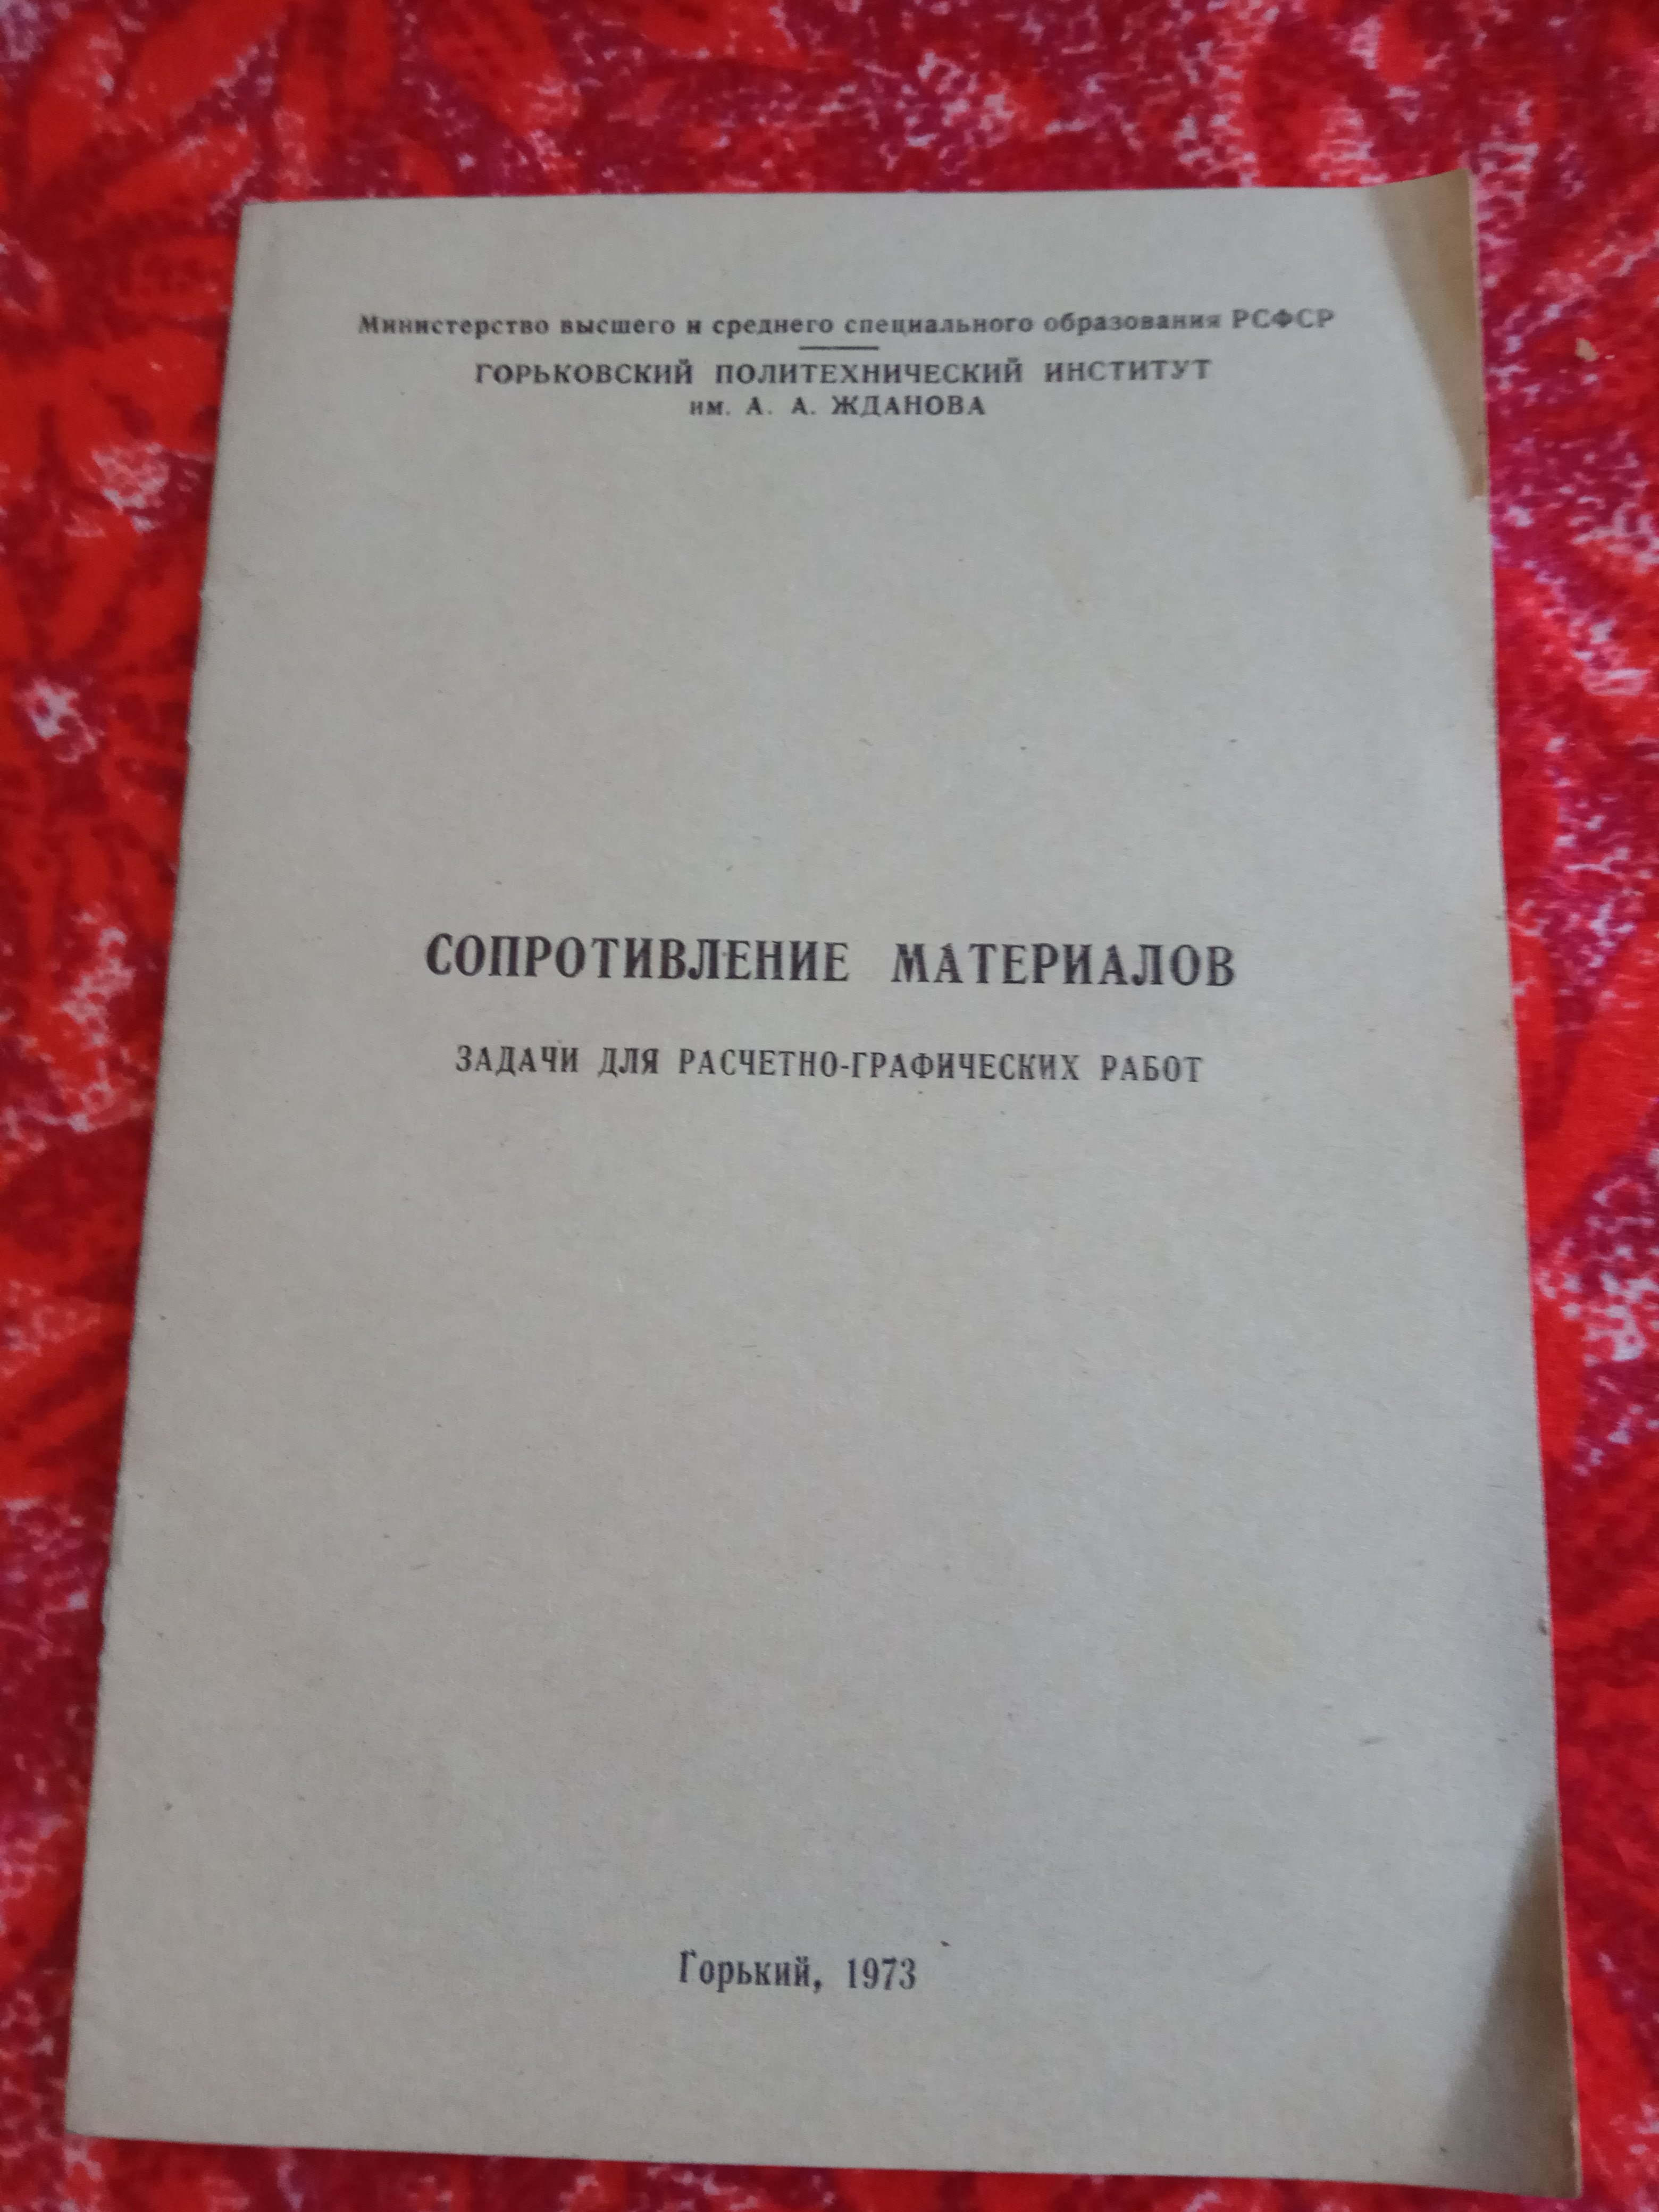 Министерство высшего и среднего специального образования РСФСР
ГОРЬКОВСКИЙ ПОЛИТЕХНИЧЕСКИЙ ИНСТИТУТ
им. А. А. ЖДАНОВА
СОПРОТИВЛЕНИЕ МАТЕРИАЛОВ
ЗАДАЧИ ДЛЯ РАСЧЕТНО-ГРАФИЧЕСКИХ РАБОТ
Горький, 1973